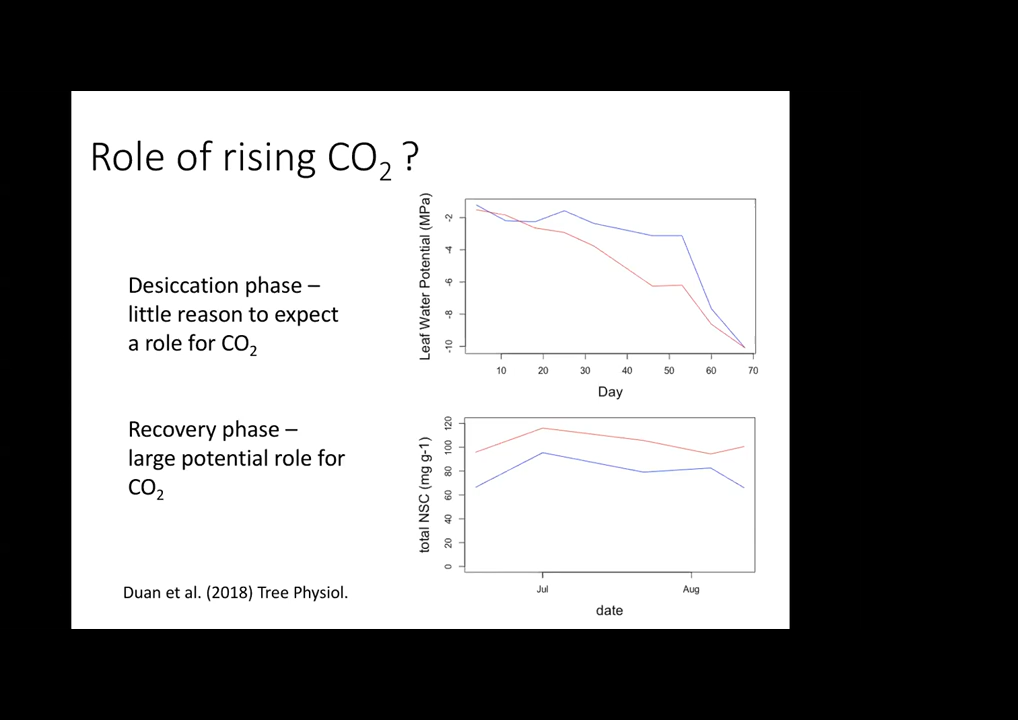 Role of rising CO₂ ?
Desiccation phase –
little reason to expect
a role for CO₂
Recovery phase –
large potential role for
CO₂
Duan et al. (2018) Tree Physiol.
Leaf Water Potential (MPa)
-2
-4
-6
-8
-10
10 20 30 40 50 60 70
Day
total NSC (mg g-1)
120
100
80
60
40
20
0
Jul Aug
date